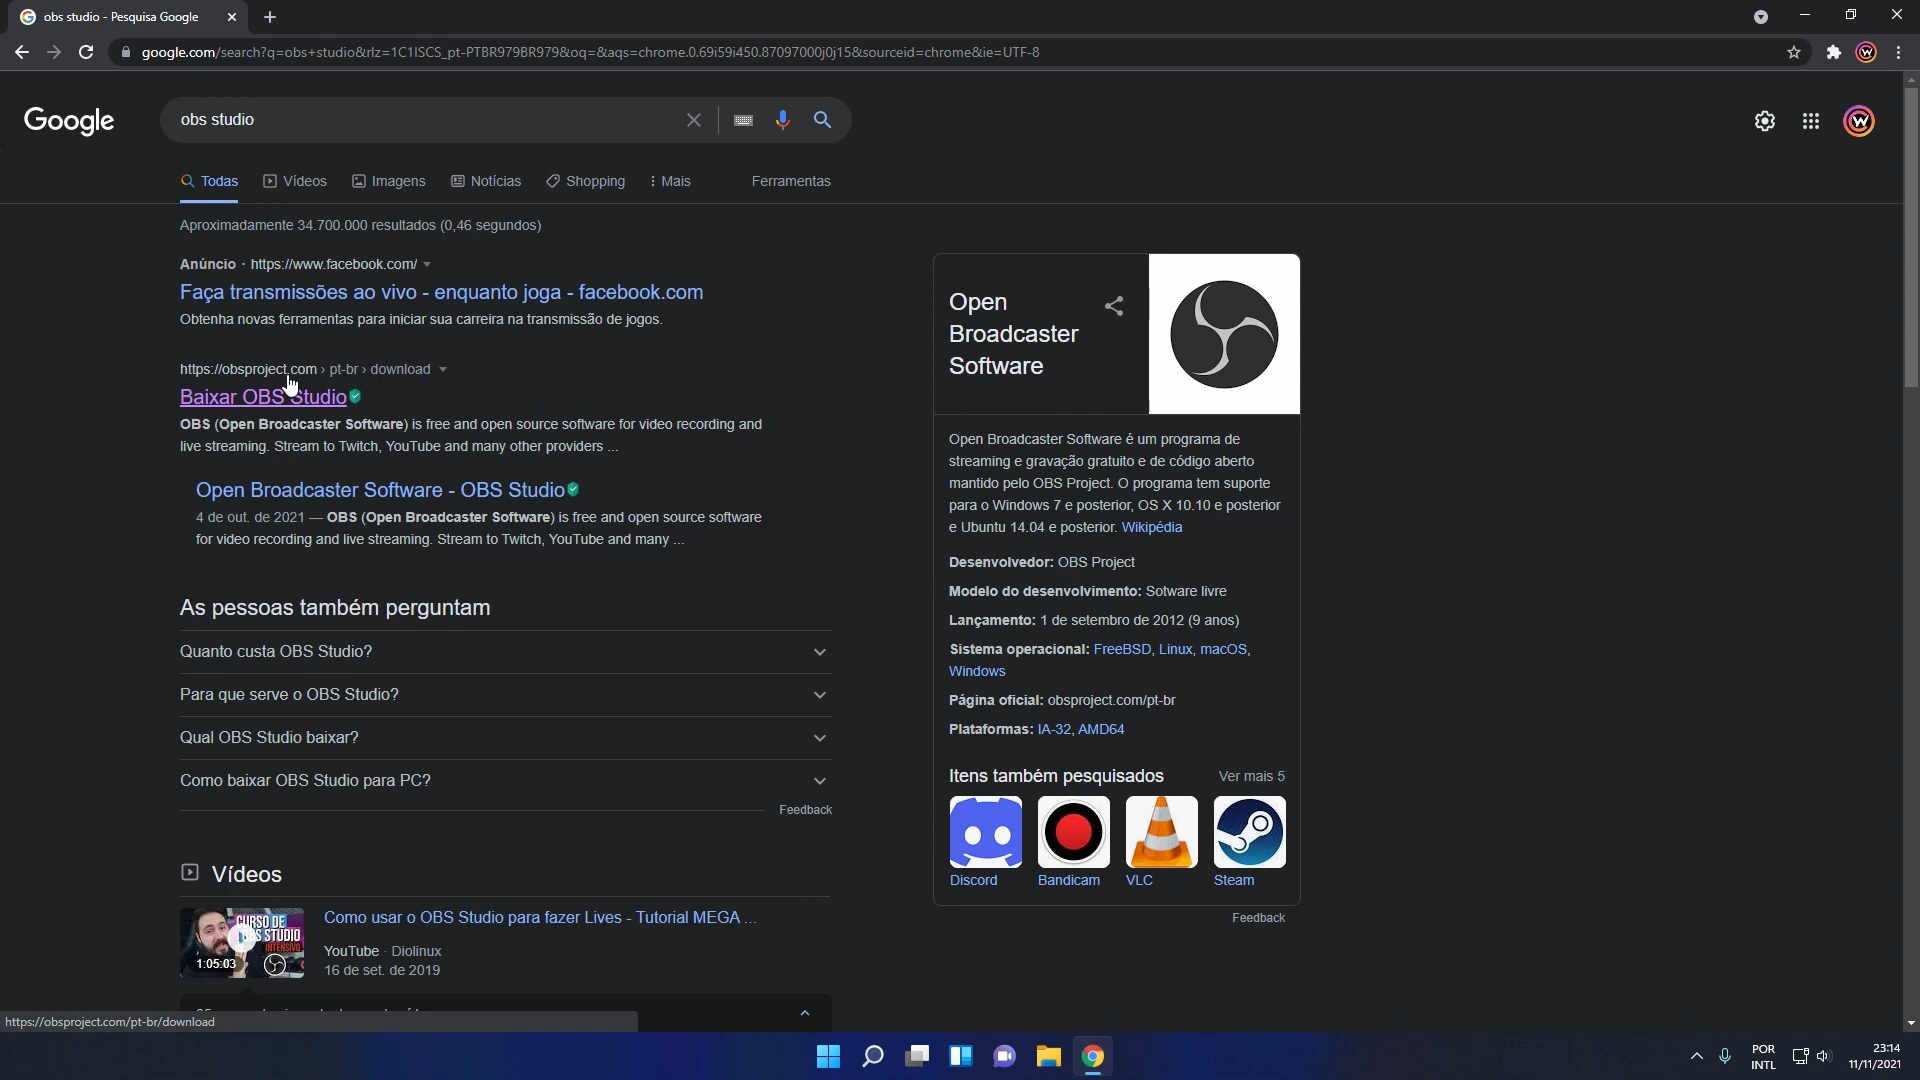 obs studio - Pesquisa Google
google.com/search?q=obs+studio&rlz=1C1ISCS_pt-PTBR979BR979&oq=&aqs=chrome.0.69i59i450.87097000j0j15&sourceid=chrome&ie=UTF-8
Google
obs studio
Todas Vídeos Imagens Notícias Shopping Mais Ferramentas
Aproximadamente 34.700.000 resultados (0,46 segundos)
Anúncio · https://www.facebook.com/
Faça transmissões ao vivo - enquanto joga - facebook.com
Obtenha novas ferramentas para iniciar sua carreira na transmissão de jogos.
https://obsproject.com › pt-br › download
Baixar OBS Studio
OBS (Open Broadcaster Software) is free and open source software for video recording and
live streaming. Stream to Twitch, YouTube and many other providers ...
Open Broadcaster Software - OBS Studio
4 de out. de 2021 — OBS (Open Broadcaster Software) is free and open source software
for video recording and live streaming. Stream to Twitch, YouTube and many ...
As pessoas também perguntam
Quanto custa OBS Studio?
Para que serve o OBS Studio?
Qual OBS Studio baixar?
Como baixar OBS Studio para PC?
Feedback
Vídeos
CURSO DE
OBS STUDIO
INTENSIVO
1:05:03
Como usar o OBS Studio para fazer Lives - Tutorial MEGA ...
YouTube · Diolinux
16 de set. de 2019
Open
Broadcaster
Software
Open Broadcaster Software é um programa de
streaming e gravação gratuito e de código aberto
mantido pelo OBS Project. O programa tem suporte
para o Windows 7 e posterior, OS X 10.10 e posterior
e Ubuntu 14.04 e posterior. Wikipédia
Desenvolvedor: OBS Project
Modelo do desenvolvimento: Sotware livre
Lançamento: 1 de setembro de 2012 (9 anos)
Sistema operacional: FreeBSD, Linux, macOS,
Windows
Página oficial: obsproject.com/pt-br
Plataformas: IA-32, AMD64
Itens também pesquisados Ver mais 5
Discord Bandicam VLC Steam
Feedback
https://obsproject.com/pt-br/download
POR
INTL
23:14
11/11/2021